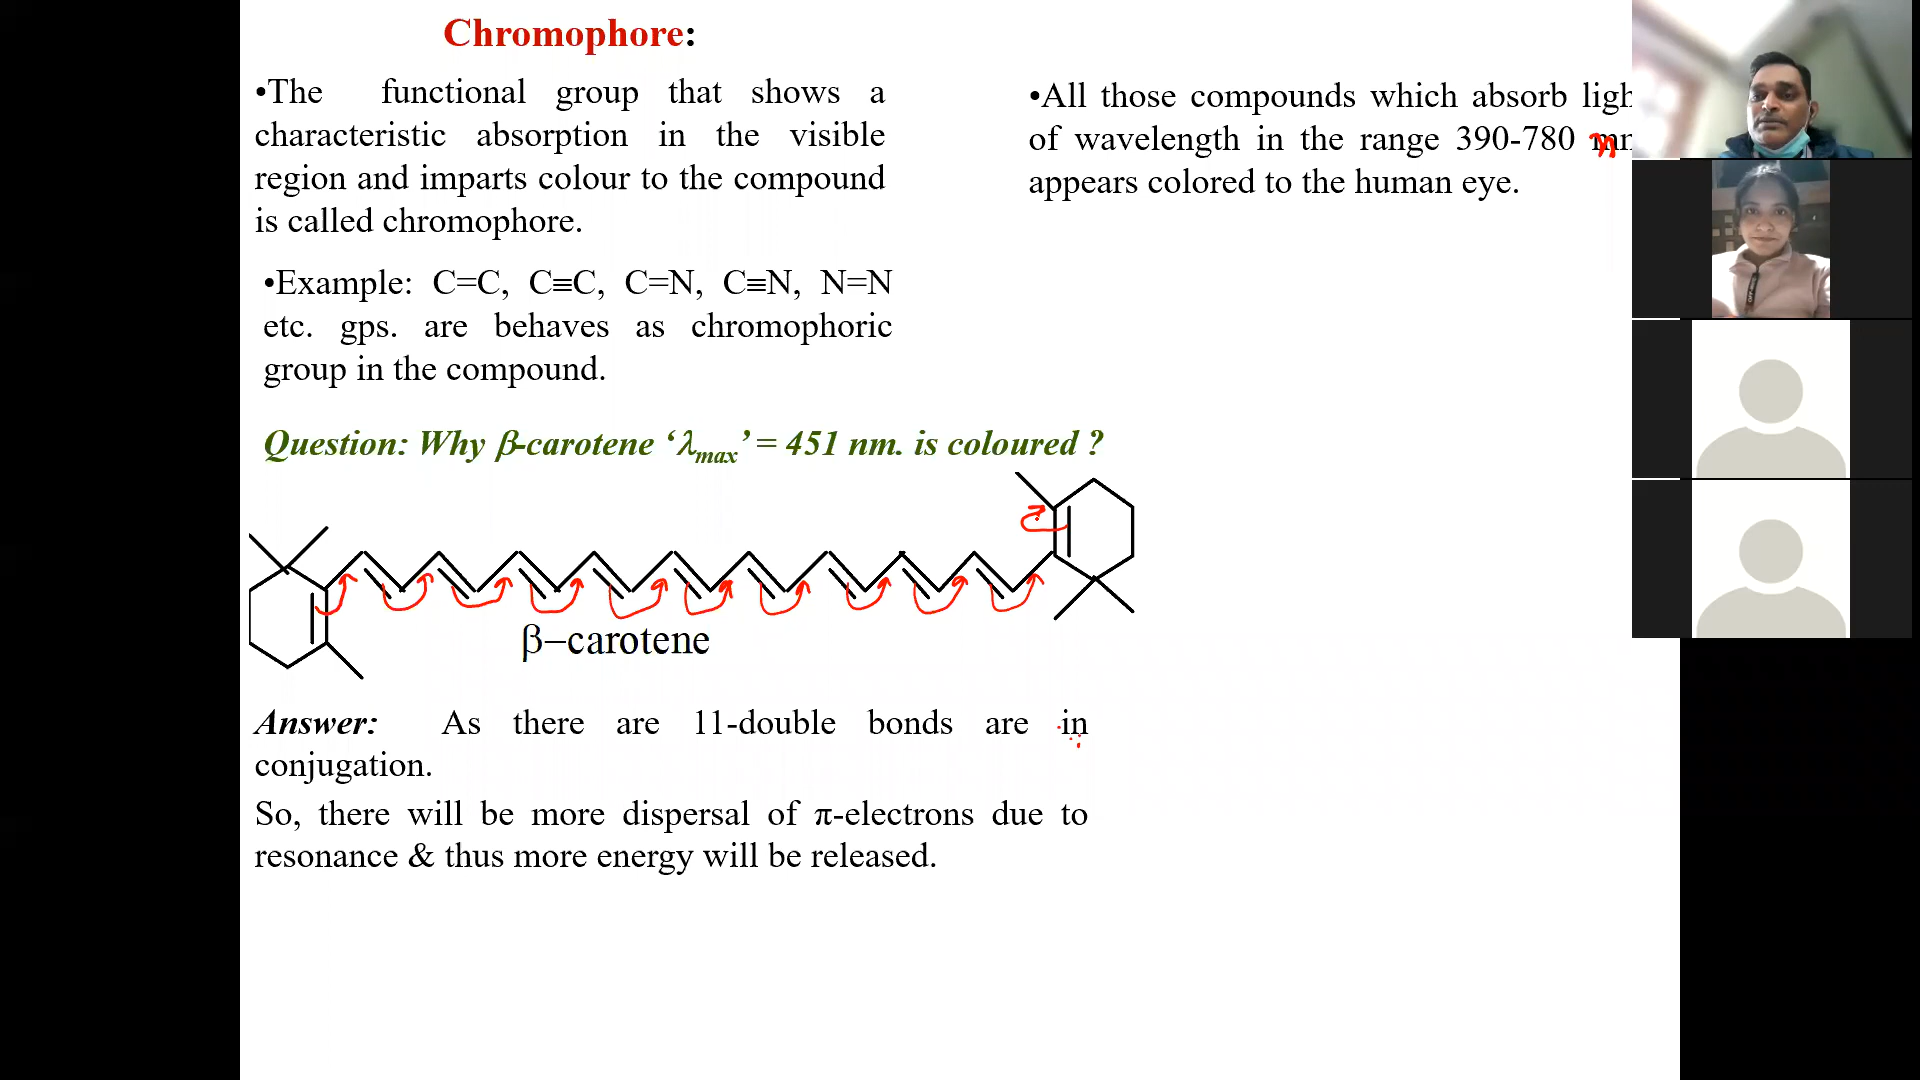 Chromophore:
•The functional group that shows a
characteristic absorption in the visible
region and imparts colour to the compound
is called chromophore.
•Example: C=C, C≡C, C=N, C≡N, N=N
etc. gps. are behaves as chromophoric
group in the compound.
•All those compounds which absorb
of wavelength in the range 390-780
appears colored to the human eye.
Question: Why β-carotene ‘λmax’ = 451 nm. is coloured ?
β–carotene
Answer: As there are 11-double bonds are in
conjugation.
So, there will be more dispersal of π-electrons due to
resonance & thus more energy will be released.